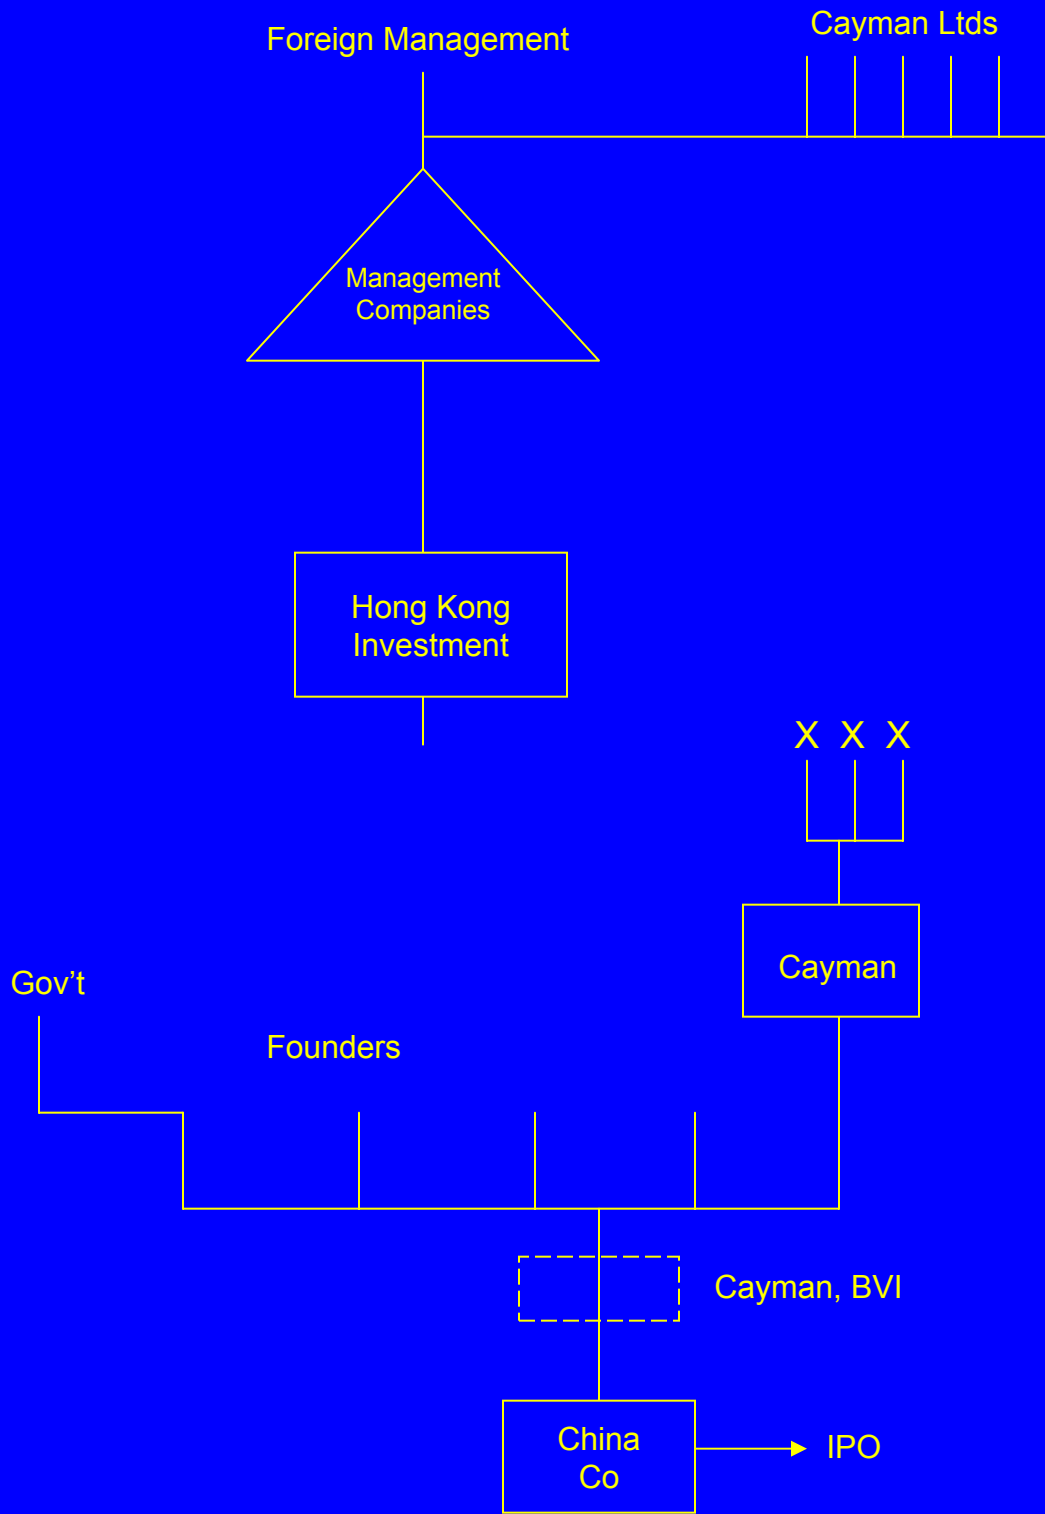 Foreign Management
Cayman Ltds
Management
Companies
Hong Kong
Investment
X X X
Cayman
Gov’t
Founders
Cayman, BVI
China
Co
IPO